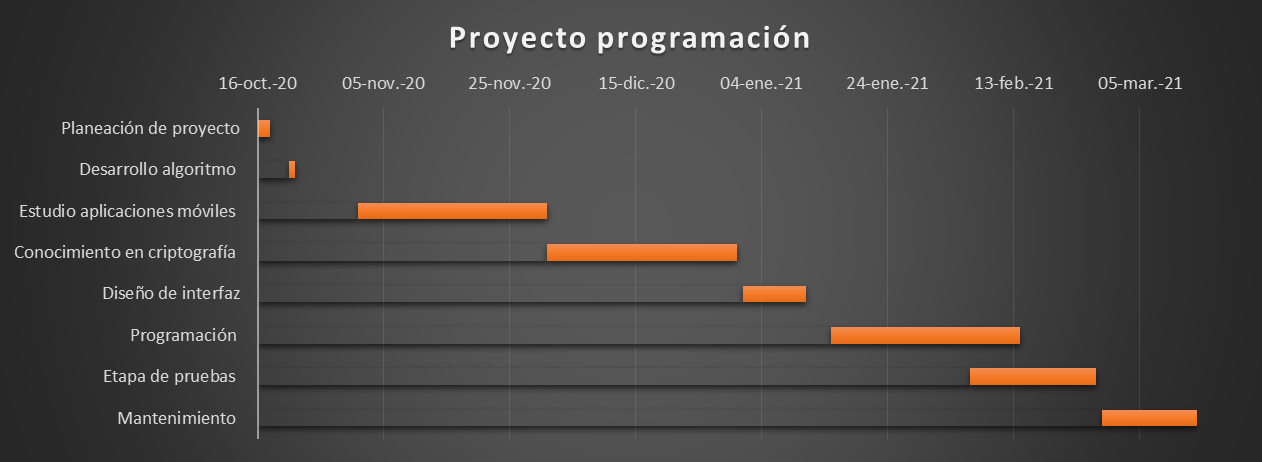 Proyecto programación
16-oct.-20 05-nov.-20 25-nov.-20 15-dic.-20 04-ene.-21 24-ene.-21 13-feb.-21 05-mar.-21
Planeación de proyecto
Desarrollo algoritmo
Estudio aplicaciones móviles
Conocimiento en criptografía
Diseño de interfaz
Programación
Etapa de pruebas
Mantenimiento